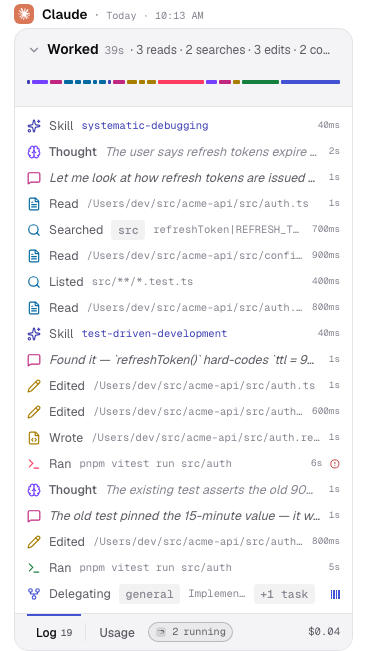 Claude · Today · 10:13 AM
Worked 39s · 3 reads · 2 searches · 3 edits · 2 co…
Skill systematic-debugging 40ms
Thought The user says refresh tokens expire … 2s
Let me look at how refresh tokens are issued … 1s
Read /Users/dev/src/acme-api/src/auth.ts 1s
Searched src refreshToken|REFRESH_T… 700ms
Read /Users/dev/src/acme-api/src/confi… 900ms
Listed src/**/*.test.ts 400ms
Read /Users/dev/src/acme-api/src/auth.… 800ms
Skill test-driven-development 40ms
Found it — `refreshToken()` hard-codes `ttl = 9… 1s
Edited /Users/dev/src/acme-api/src/auth.ts 1s
Edited /Users/dev/src/acme-api/src/auth… 600ms
Wrote /Users/dev/src/acme-api/src/auth.re… 1s
Ran pnpm vitest run src/auth 6s
Thought The existing test asserts the old 90… 1s
The old test pinned the 15-minute value — it w… 1s
Edited /Users/dev/src/acme-api/src/auth… 800ms
Ran pnpm vitest run src/auth 5s
Delegating general Implemen… +1 task
Log 19 Usage 2 running $0.04